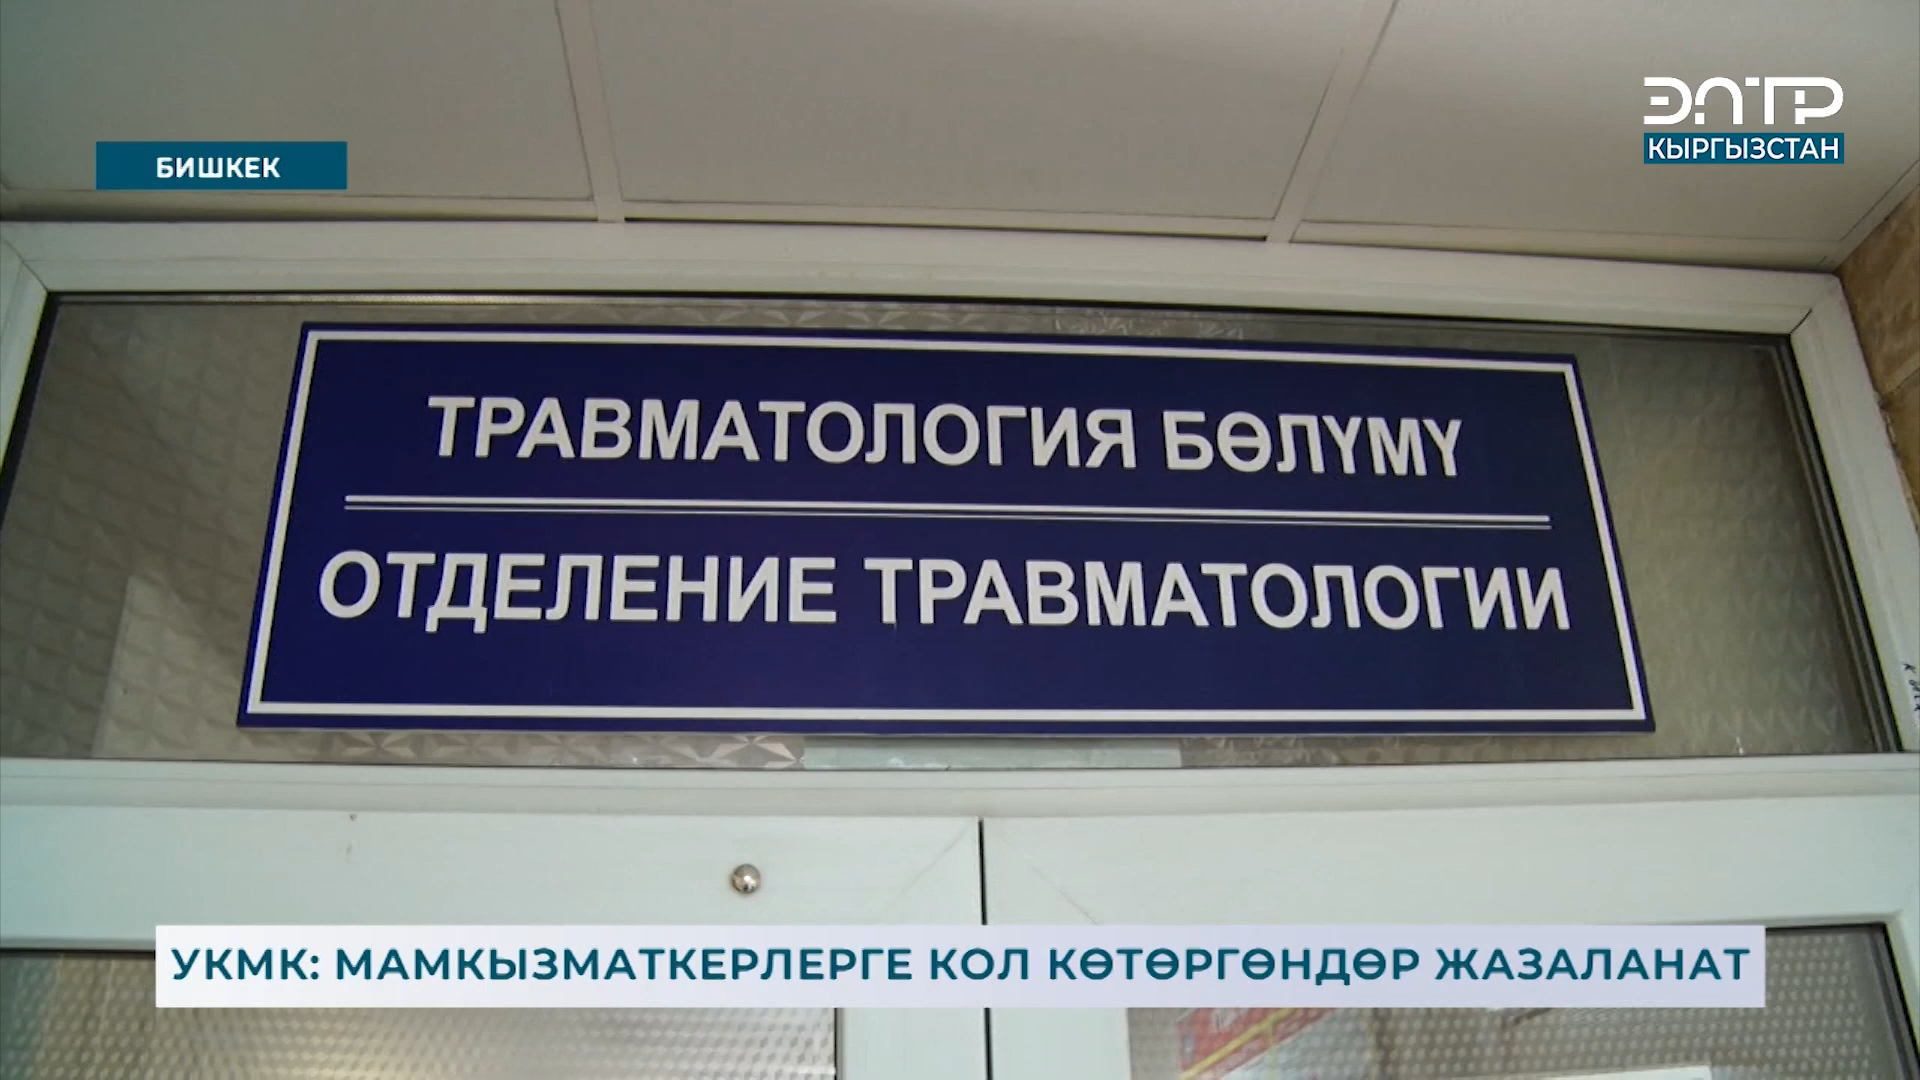 ЭЛТР
КЫРГЫЗСТАН
БИШКЕК
ТРАВМАТОЛОГИЯ БӨЛҮМҮ
ОТДЕЛЕНИЕ ТРАВМАТОЛОГИИ
УКМК: МАМКЫЗМАТКЕРЛЕРГЕ КОЛ КӨТӨРГӨНДӨР ЖАЗАЛАНАТ